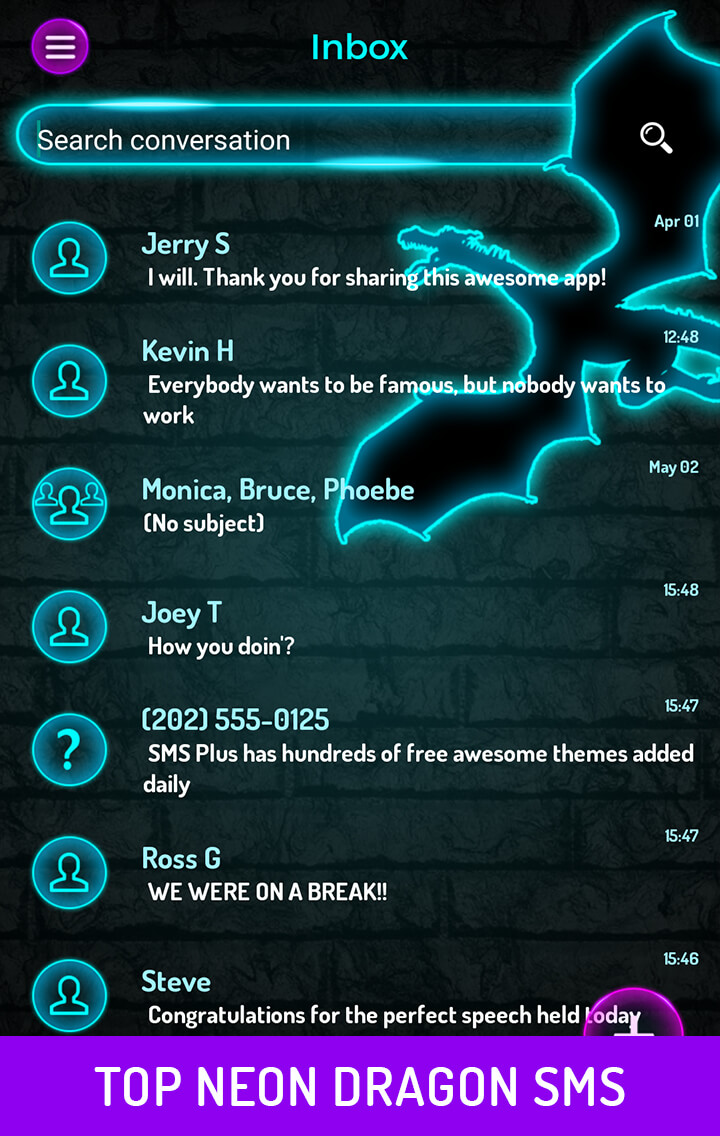 Inbox
Search conversation
Apr 01
Jerry S
I will. Thank you for sharing this awesome app!
12:48
Kevin H
Everybody wants to be famous, but nobody wants to
work
May 02
Monica, Bruce, Phoebe
(No subject)
15:48
Joey T
How you doin'?
15:47
(202) 555-0125
SMS Plus has hundreds of free awesome themes added
daily
15:47
Ross G
WE WERE ON A BREAK!!
15:46
Steve
Congratulations for the perfect speech held today
TOP NEON DRAGON SMS